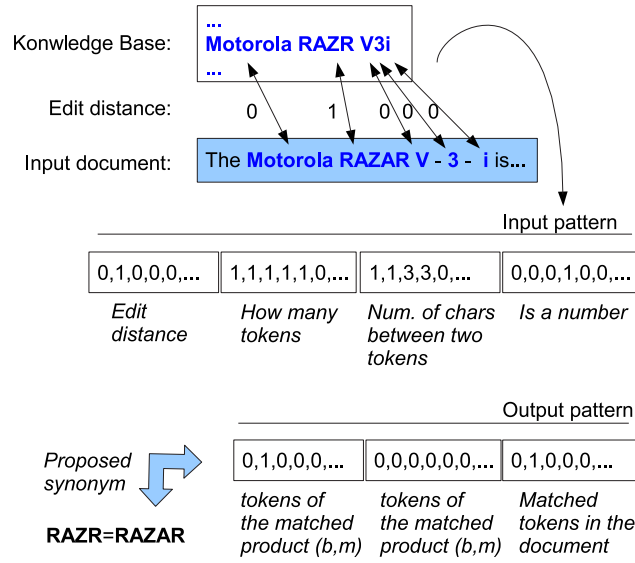 ...
Konwledge Base:
Motorola RAZR V3i
...
Edit distance:
0 1 0 0 0
Input document:
The Motorola RAZAR V - 3 - i is...
Input pattern
0,1,0,0,0,...
1,1,1,1,1,0,...
1,1,3,3,0,...
0,0,0,1,0,0,...
Edit
distance
How many
tokens
Num. of chars
between two
tokens
Is a number
Output pattern
Proposed
synonym
RAZR=RAZAR
0,1,0,0,0,...
0,0,0,0,0,0,...
0,1,0,0,0,...
tokens of
the matched
product (b,m)
tokens of
the matched
product (b,m)
Matched
tokens in the
document